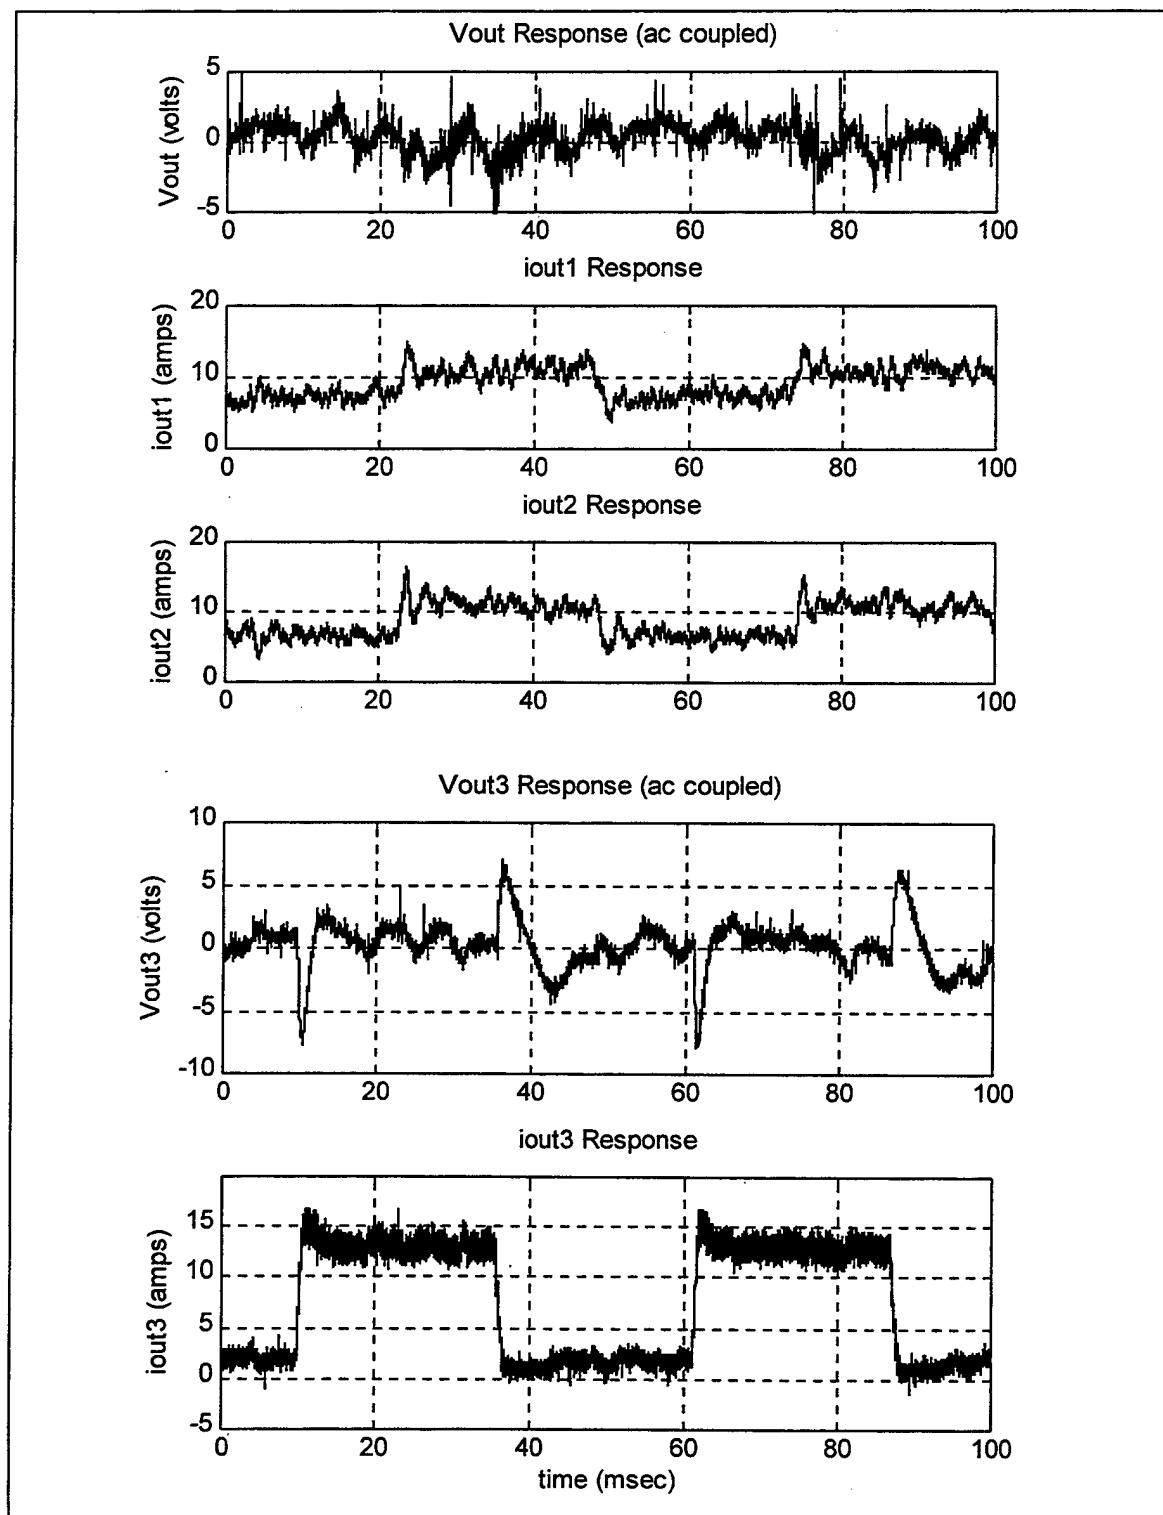 Vout Response (ac coupled)
5
0
-5
Vout (volts)
0 20 40 60 80 100
iout1 Response
20
10
0
iout1 (amps)
0 20 40 60 80 100
iout2 Response
20
10
0
iout2 (amps)
0 20 40 60 80 100
Vout3 Response (ac coupled)
10
5
0
-5
-10
Vout3 (volts)
0 20 40 60 80 100
iout3 Response
15
10
5
0
-5
iout3 (amps)
0 20 40 60 80 100
time (msec)